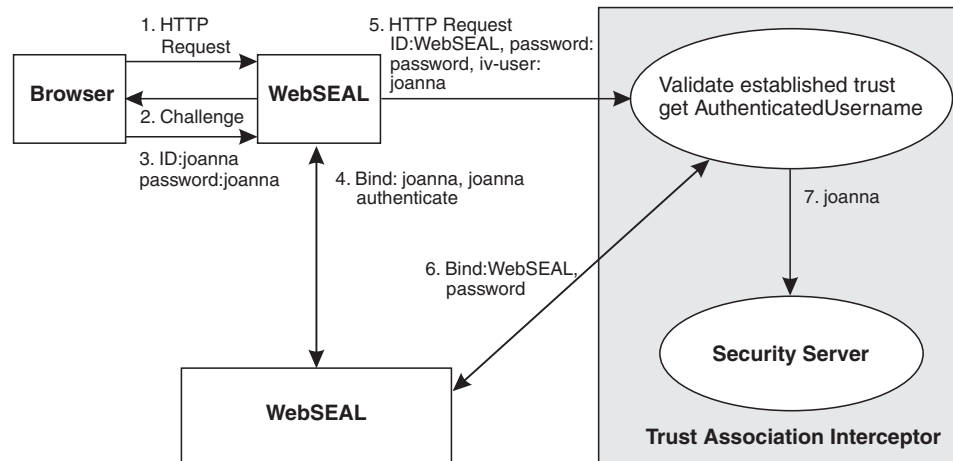 1. HTTP
Request
Browser
WebSEAL
2. Challenge
3. ID:joanna
password:joanna
4. Bind: joanna, joanna
authenticate
5. HTTP Request
ID:WebSEAL, password:
password, iv-user:
joanna
Validate established trust
get AuthenticatedUsername
7. joanna
6. Bind:WebSEAL,
password
Security Server
WebSEAL
Trust Association Interceptor